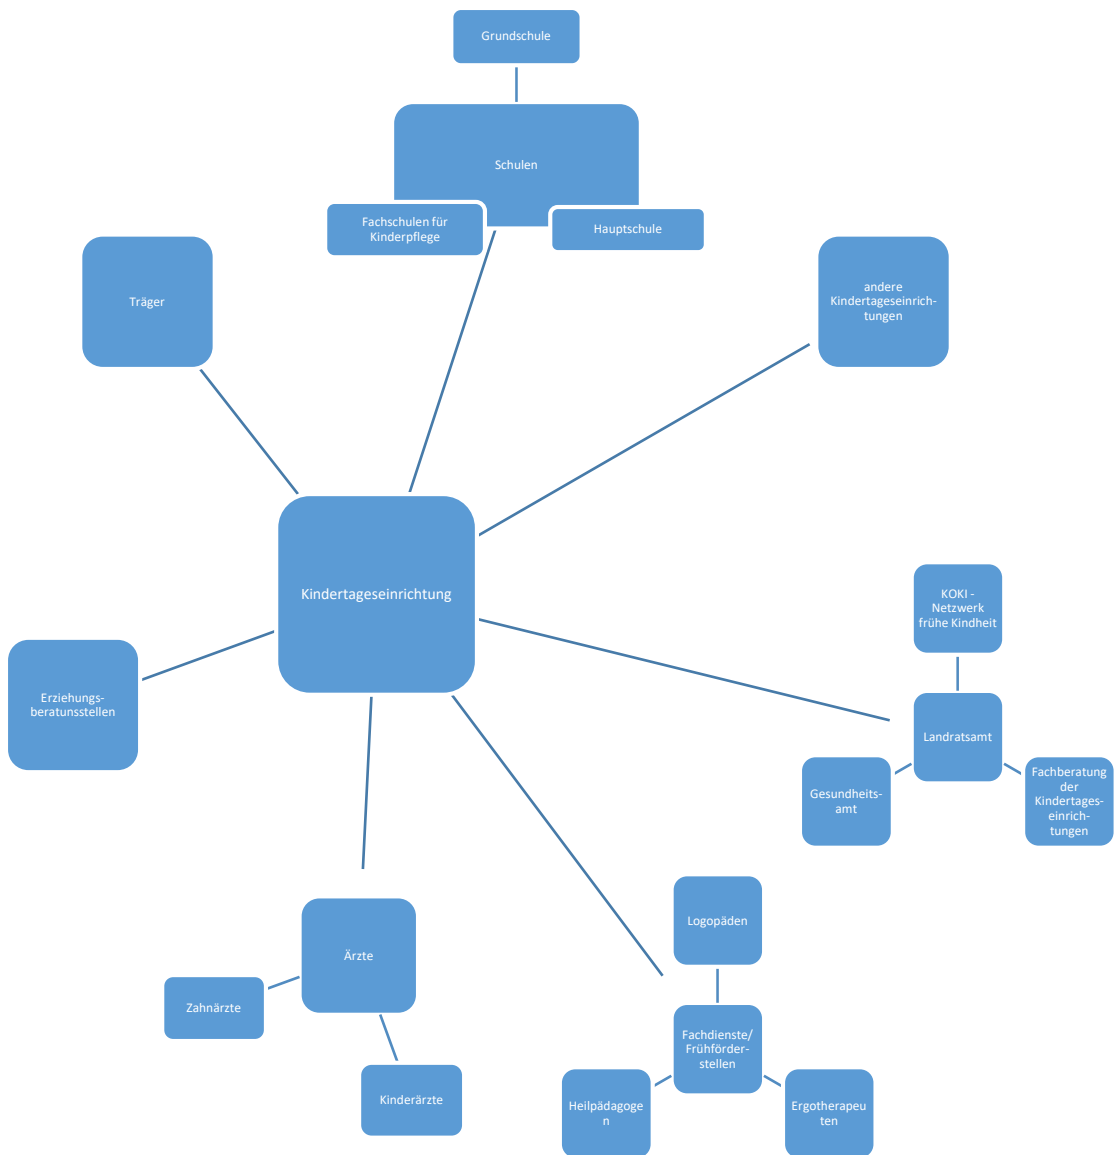 Grundschule
Schulen
Fachschulen für
Kinderpflege
Hauptschule
Träger
andere
Kindertageseinrich-
tungen
Kindertageseinrichtung
KOKI -
Netzwerk
frühe Kindheit
Erziehungs-
beratunsstellen
Landratsamt
Gesundheits-
amt
Fachberatung
der
Kindertages-
einrich-
tungen
Logopäden
Ärzte
Zahnärzte
Fachdienste/
Frühförder-
stellen
Kinderärzte
Heilpädagoge
n
Ergotherapeu
ten